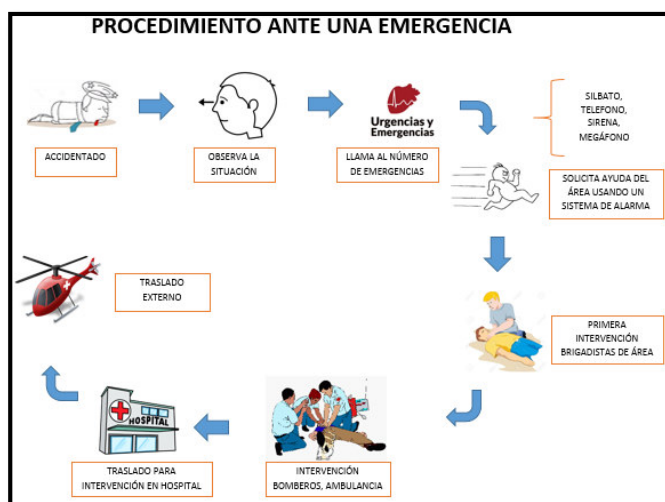 PROCEDIMIENTO ANTE UNA EMERGENCIA
ACCIDENTADO
OBSERVA LA
SITUACIÓN
Urgencias y
Emergencias
LLAMA AL NÚMERO
DE EMERGENCIAS
SILBATO,
TELEFONO,
SIRENA,
MEGÁFONO
SOLICITA AYUDA DEL
ÁREA USANDO UN
SISTEMA DE ALARMA
PRIMERA
INTERVENCIÓN
BRIGADISTAS DE ÁREA
INTERVENCIÓN
BOMBEROS, AMBULANCIA
HOSPITAL
TRASLADO PARA
INTERVENCIÓN EN HOSPITAL
TRASLADO
EXTERNO